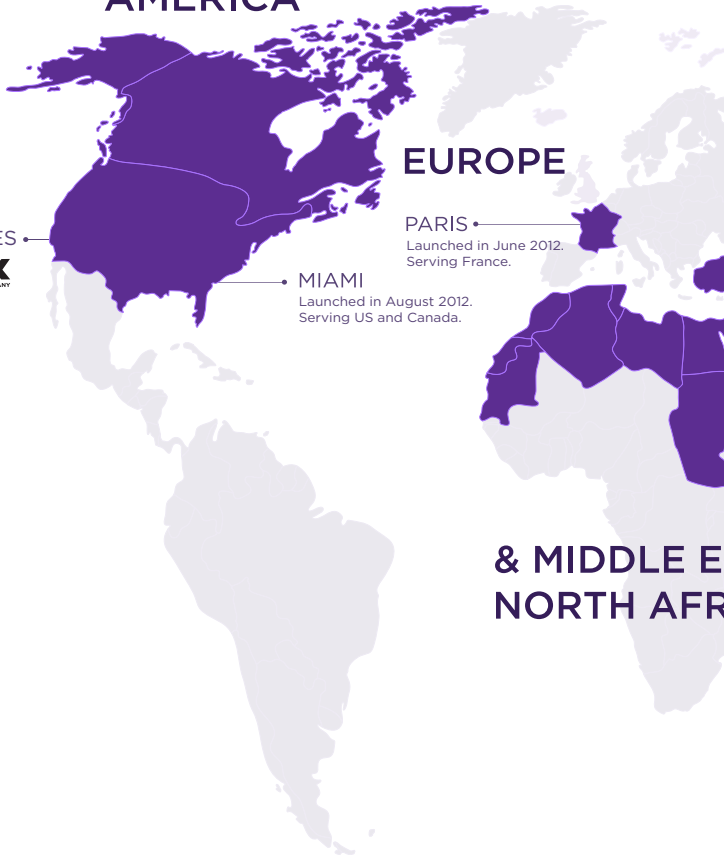 AMERICA
EUROPE
PARIS
Launched in June 2012.
Serving France.
MIAMI
Launched in August 2012.
Serving US and Canada.
& MIDDLE
NORTH